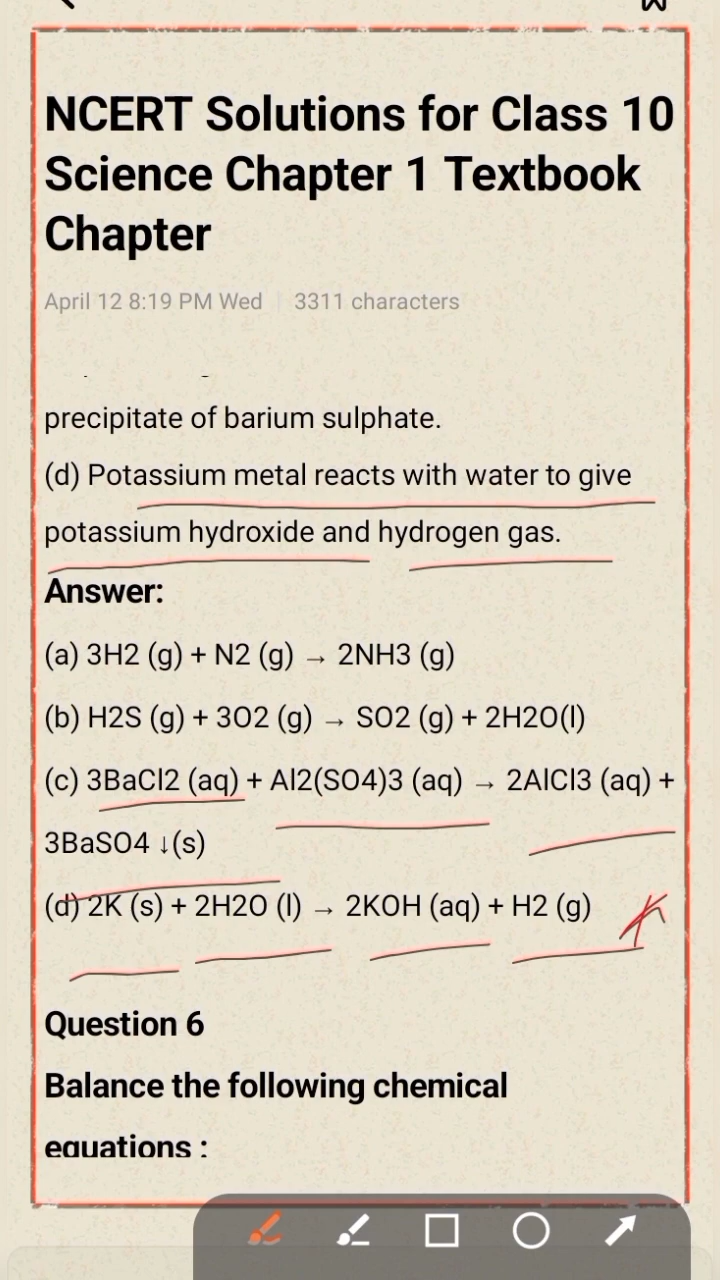 NCERT Solutions for Class 10
Science Chapter 1 Textbook
Chapter
April 12 8:19 PM Wed | 3311 characters
precipitate of barium sulphate.
(d) Potassium metal reacts with water to give
potassium hydroxide and hydrogen gas.
Answer:
(a) 3H2 (g) + N2 (g) → 2NH3 (g)
(b) H2S (g) + 3O2 (g) → SO2 (g) + 2H2O(l)
(c) 3BaCl2 (aq) + Al2(SO4)3 (aq) → 2AlCl3 (aq) +
3BaSO4 ↓(s)
(d) 2K (s) + 2H2O (l) → 2KOH (aq) + H2 (g)
Question 6
Balance the following chemical
equations :